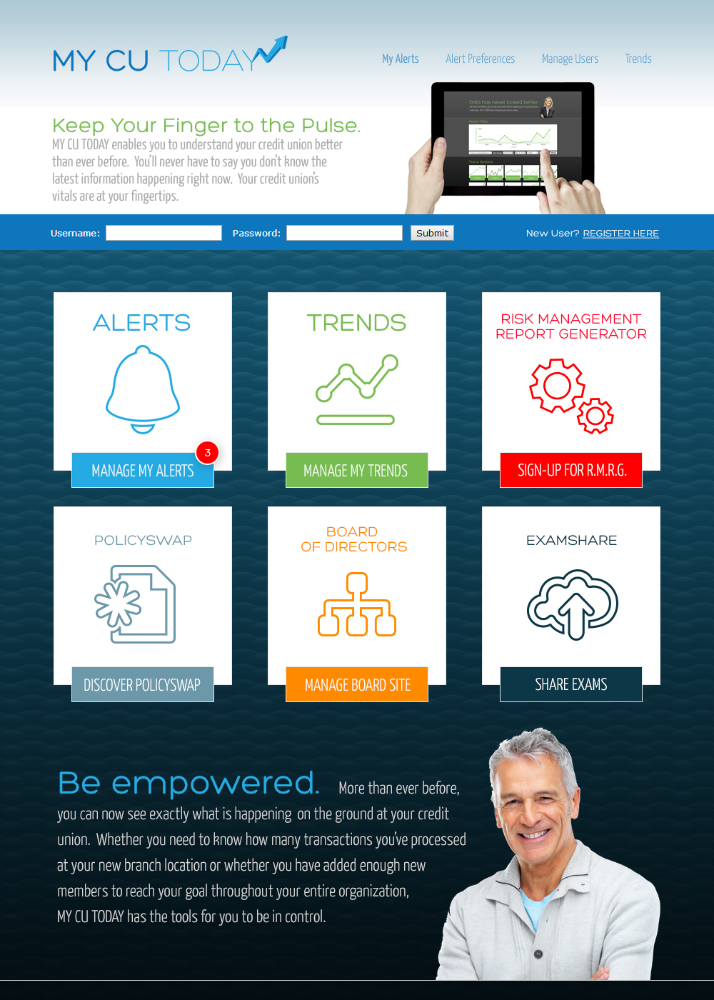 MY CU TODAY
My Alerts Alert Preferences Manage Users Trends
Data has never looked better
Quick View
Trend Setters
Keep Your Finger to the Pulse.
MY CU TODAY enables you to understand your credit union better
than ever before. You'll never have to say you don't know the
latest information happening right now. Your credit union's
vitals are at your fingertips.
Username: Password: Submit New User? REGISTER HERE
ALERTS
3
MANAGE MY ALERTS
TRENDS
MANAGE MY TRENDS
RISK MANAGEMENT
REPORT GENERATOR
SIGN-UP FOR R.M.R.G.
POLICYSWAP
DISCOVER POLICYSWAP
BOARD
OF DIRECTORS
MANAGE BOARD SITE
EXAMSHARE
SHARE EXAMS
Be empowered. More than ever before,
you can now see exactly what is happening on the ground at your credit
union. Whether you need to know how many transactions you've processed
at your new branch location or whether you have added enough new
members to reach your goal throughout your entire organization,
MY CU TODAY has the tools for you to be in control.